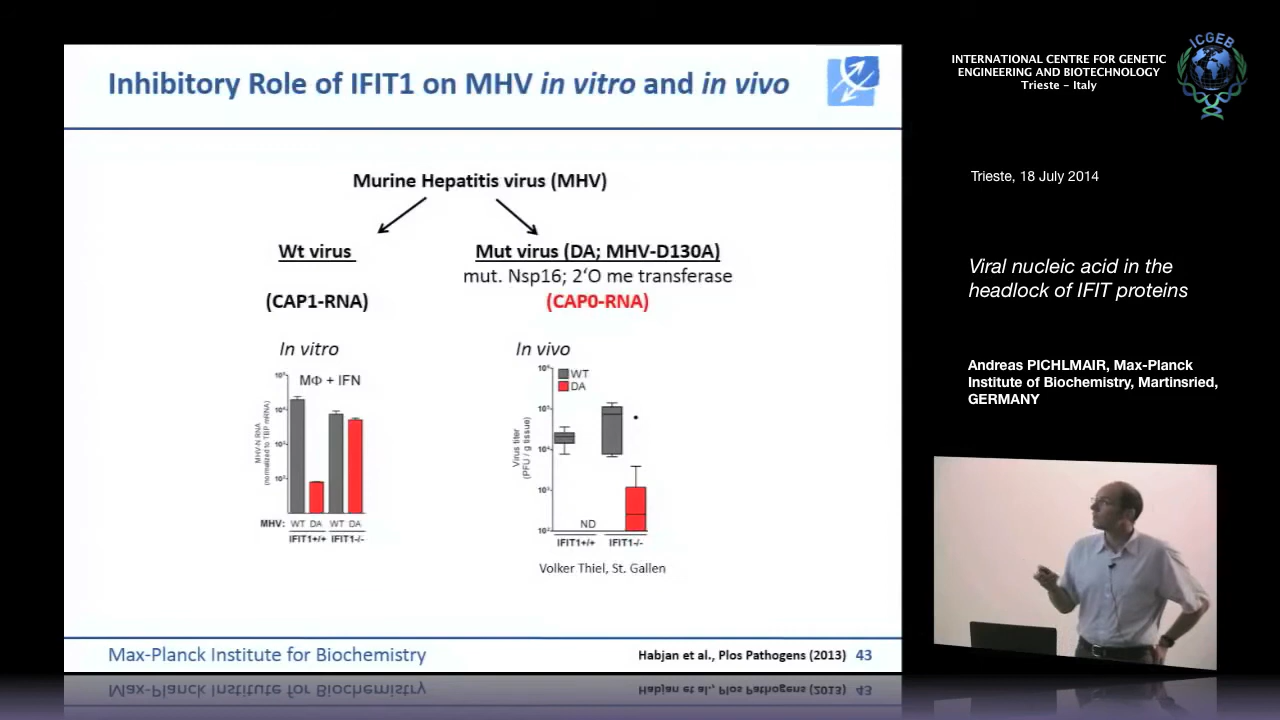 Inhibitory Role of IFIT1 on MHV in vitro and in vivo
Murine Hepatitis virus (MHV)
Wt virus
(CAP1-RNA)
Mut virus (DA; MHV-D130A)
mut. Nsp16; 2‘O me transferase
(CAP0-RNA)
In vitro
MΦ + IFN
MHV-N RNA
(normalized to TBP mRNA)
MHV: WT DA WT DA
IFIT1+/+ IFIT1-/-
In vivo
WT
DA
Virus titer
(PFU / g tissue)
ND
IFIT1+/+ IFIT1-/-
Volker Thiel, St. Gallen
Max-Planck Institute for Biochemistry
Habjan et al., Plos Pathogens (2013) 43
INTERNATIONAL CENTRE FOR GENETIC
ENGINEERING AND BIOTECHNOLOGY
Trieste - Italy
ICGEB
Trieste, 18 July 2014
Viral nucleic acid in the
headlock of IFIT proteins
Andreas PICHLMAIR, Max-Planck
Institute of Biochemistry, Martinsried,
GERMANY